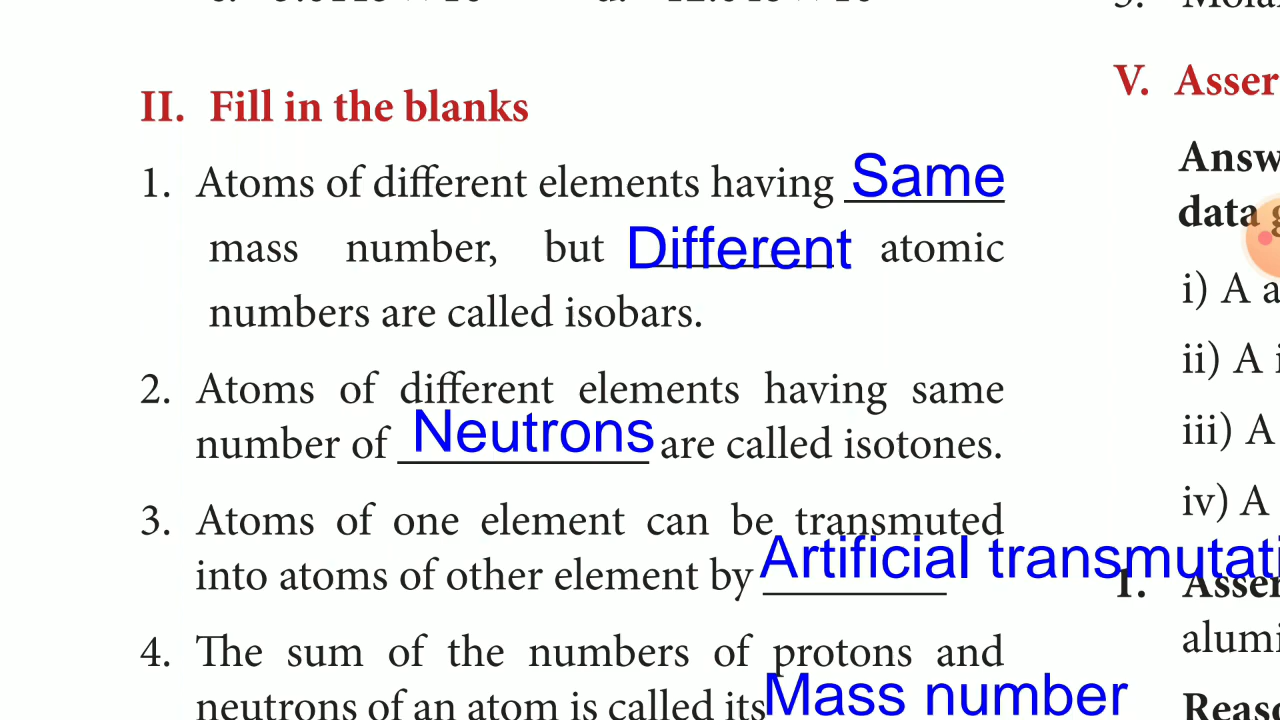 II. Fill in the blanks
1. Atoms of different elements having Same
mass number, but Different atomic
numbers are called isobars.
2. Atoms of different elements having same
number of Neutrons are called isotones.
3. Atoms of one element can be transmuted
into atoms of other element by Artificial transmutati
4. The sum of the numbers of protons and
neutrons of an atom is called its Mass number
V. Asser
Answ
data g
i) A a
ii) A i
iii) A
iv) A
I. Asser
alumi
Reaso